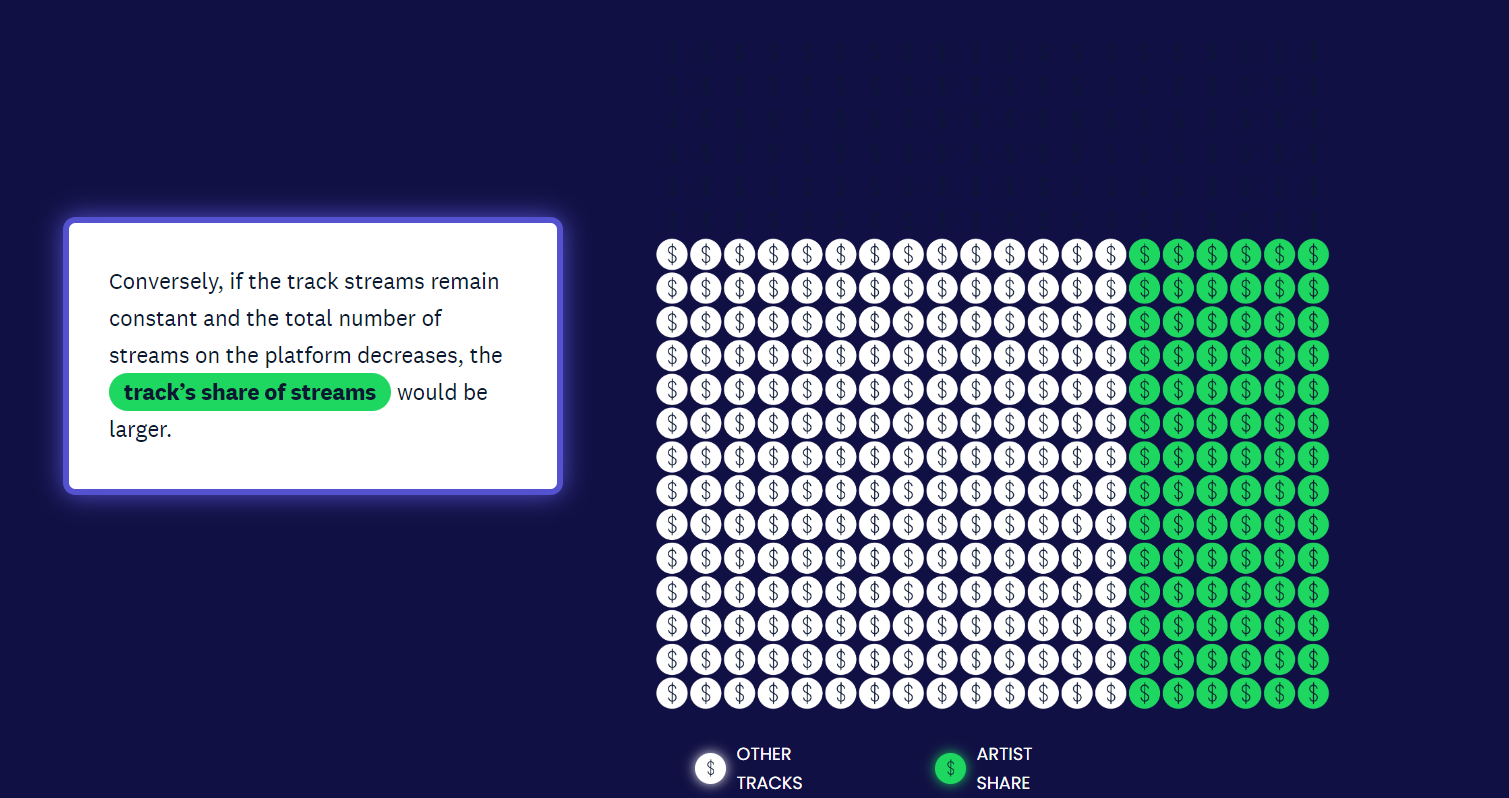 Conversely, if the track streams remain
constant and the total number of
streams on the platform decreases, the
track’s share of streams would be
larger.
$ $ $ $ $ $ $ $ $ $ $ $ $ $ $ $ $ $ $ $
$ $ $ $ $ $ $ $ $ $ $ $ $ $ $ $ $ $ $ $
$ $ $ $ $ $ $ $ $ $ $ $ $ $ $ $ $ $ $ $
$ $ $ $ $ $ $ $ $ $ $ $ $ $ $ $ $ $ $ $
$ $ $ $ $ $ $ $ $ $ $ $ $ $ $ $ $ $ $ $
$ $ $ $ $ $ $ $ $ $ $ $ $ $ $ $ $ $ $ $
$ $ $ $ $ $ $ $ $ $ $ $ $ $ $ $ $ $ $ $
$ $ $ $ $ $ $ $ $ $ $ $ $ $ $ $ $ $ $ $
$ $ $ $ $ $ $ $ $ $ $ $ $ $ $ $ $ $ $ $
$ $ $ $ $ $ $ $ $ $ $ $ $ $ $ $ $ $ $ $
$ $ $ $ $ $ $ $ $ $ $ $ $ $ $ $ $ $ $ $
$ $ $ $ $ $ $ $ $ $ $ $ $ $ $ $ $ $ $ $
$ $ $ $ $ $ $ $ $ $ $ $ $ $ $ $ $ $ $ $
$ $ $ $ $ $ $ $ $ $ $ $ $ $ $ $ $ $ $ $
$ OTHER
TRACKS
$ ARTIST
SHARE